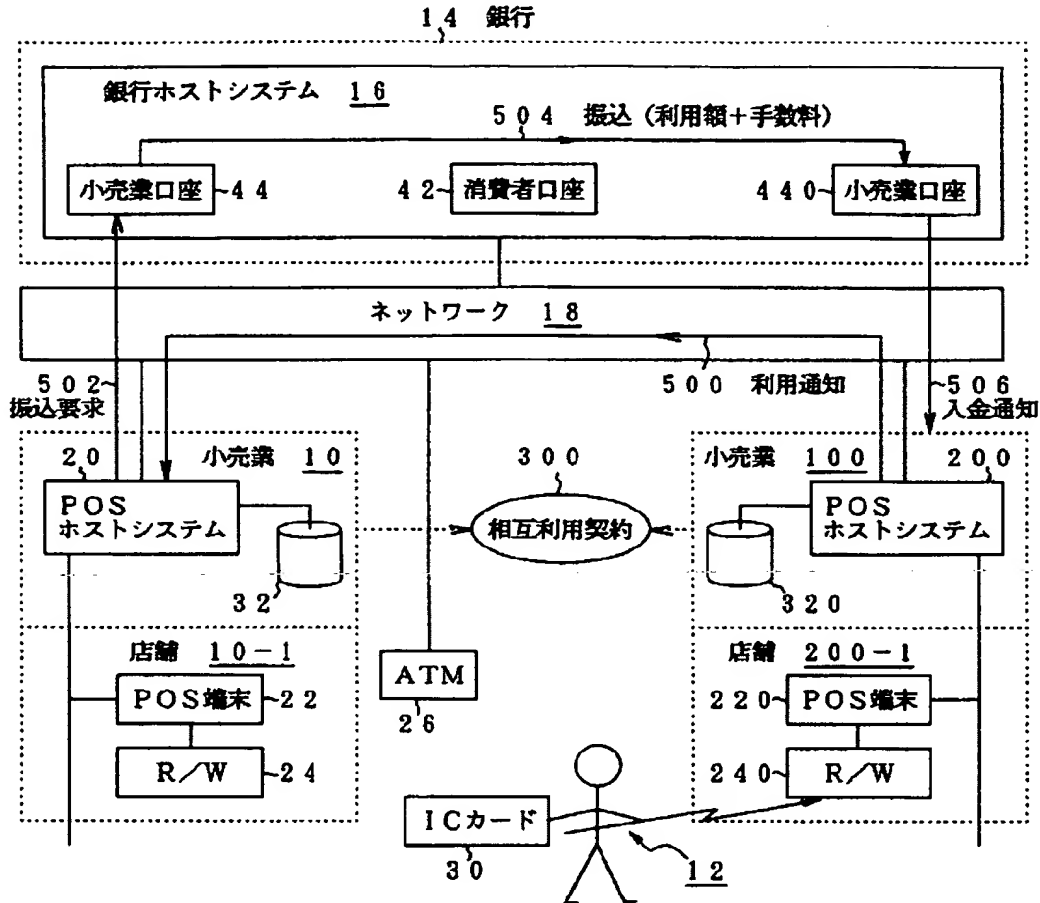 14 銀行
銀行ホストシステム 16
504 振込（利用額＋手数料）
小売業口座 44
42 消費者口座
440 小売業口座
ネットワーク 18
502
振込要求
500 利用通知
506
入金通知
20
小売業 10
300
小売業 100
200
POS
ホストシステム
相互利用契約
POS
ホストシステム
32
320
店舗 10-1
店舗 200-1
POS端末 22
ATM
220 POS端末
26
R／W 24
240 R／W
ICカード
30
12